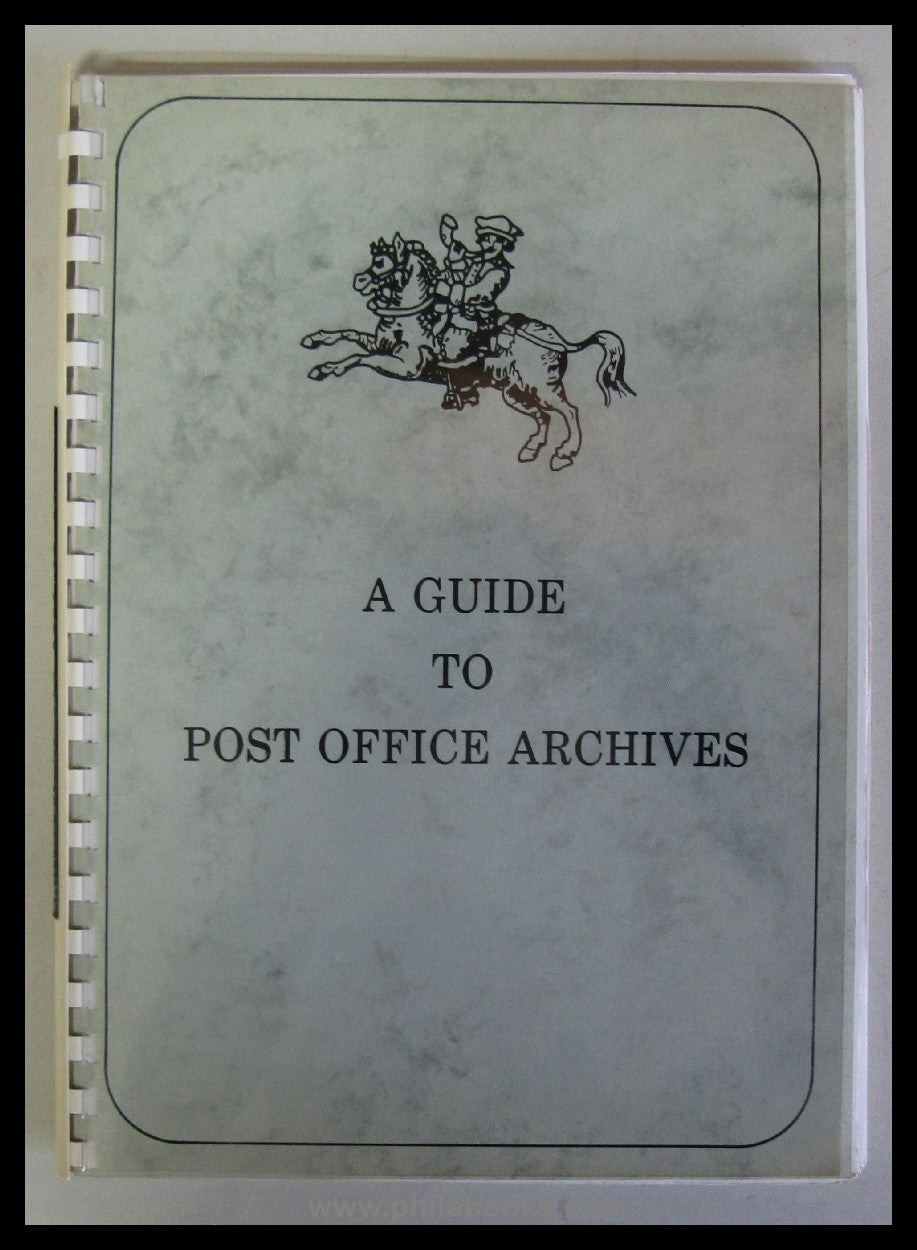 A GUIDE
TO
POST OFFICE ARCHIVES